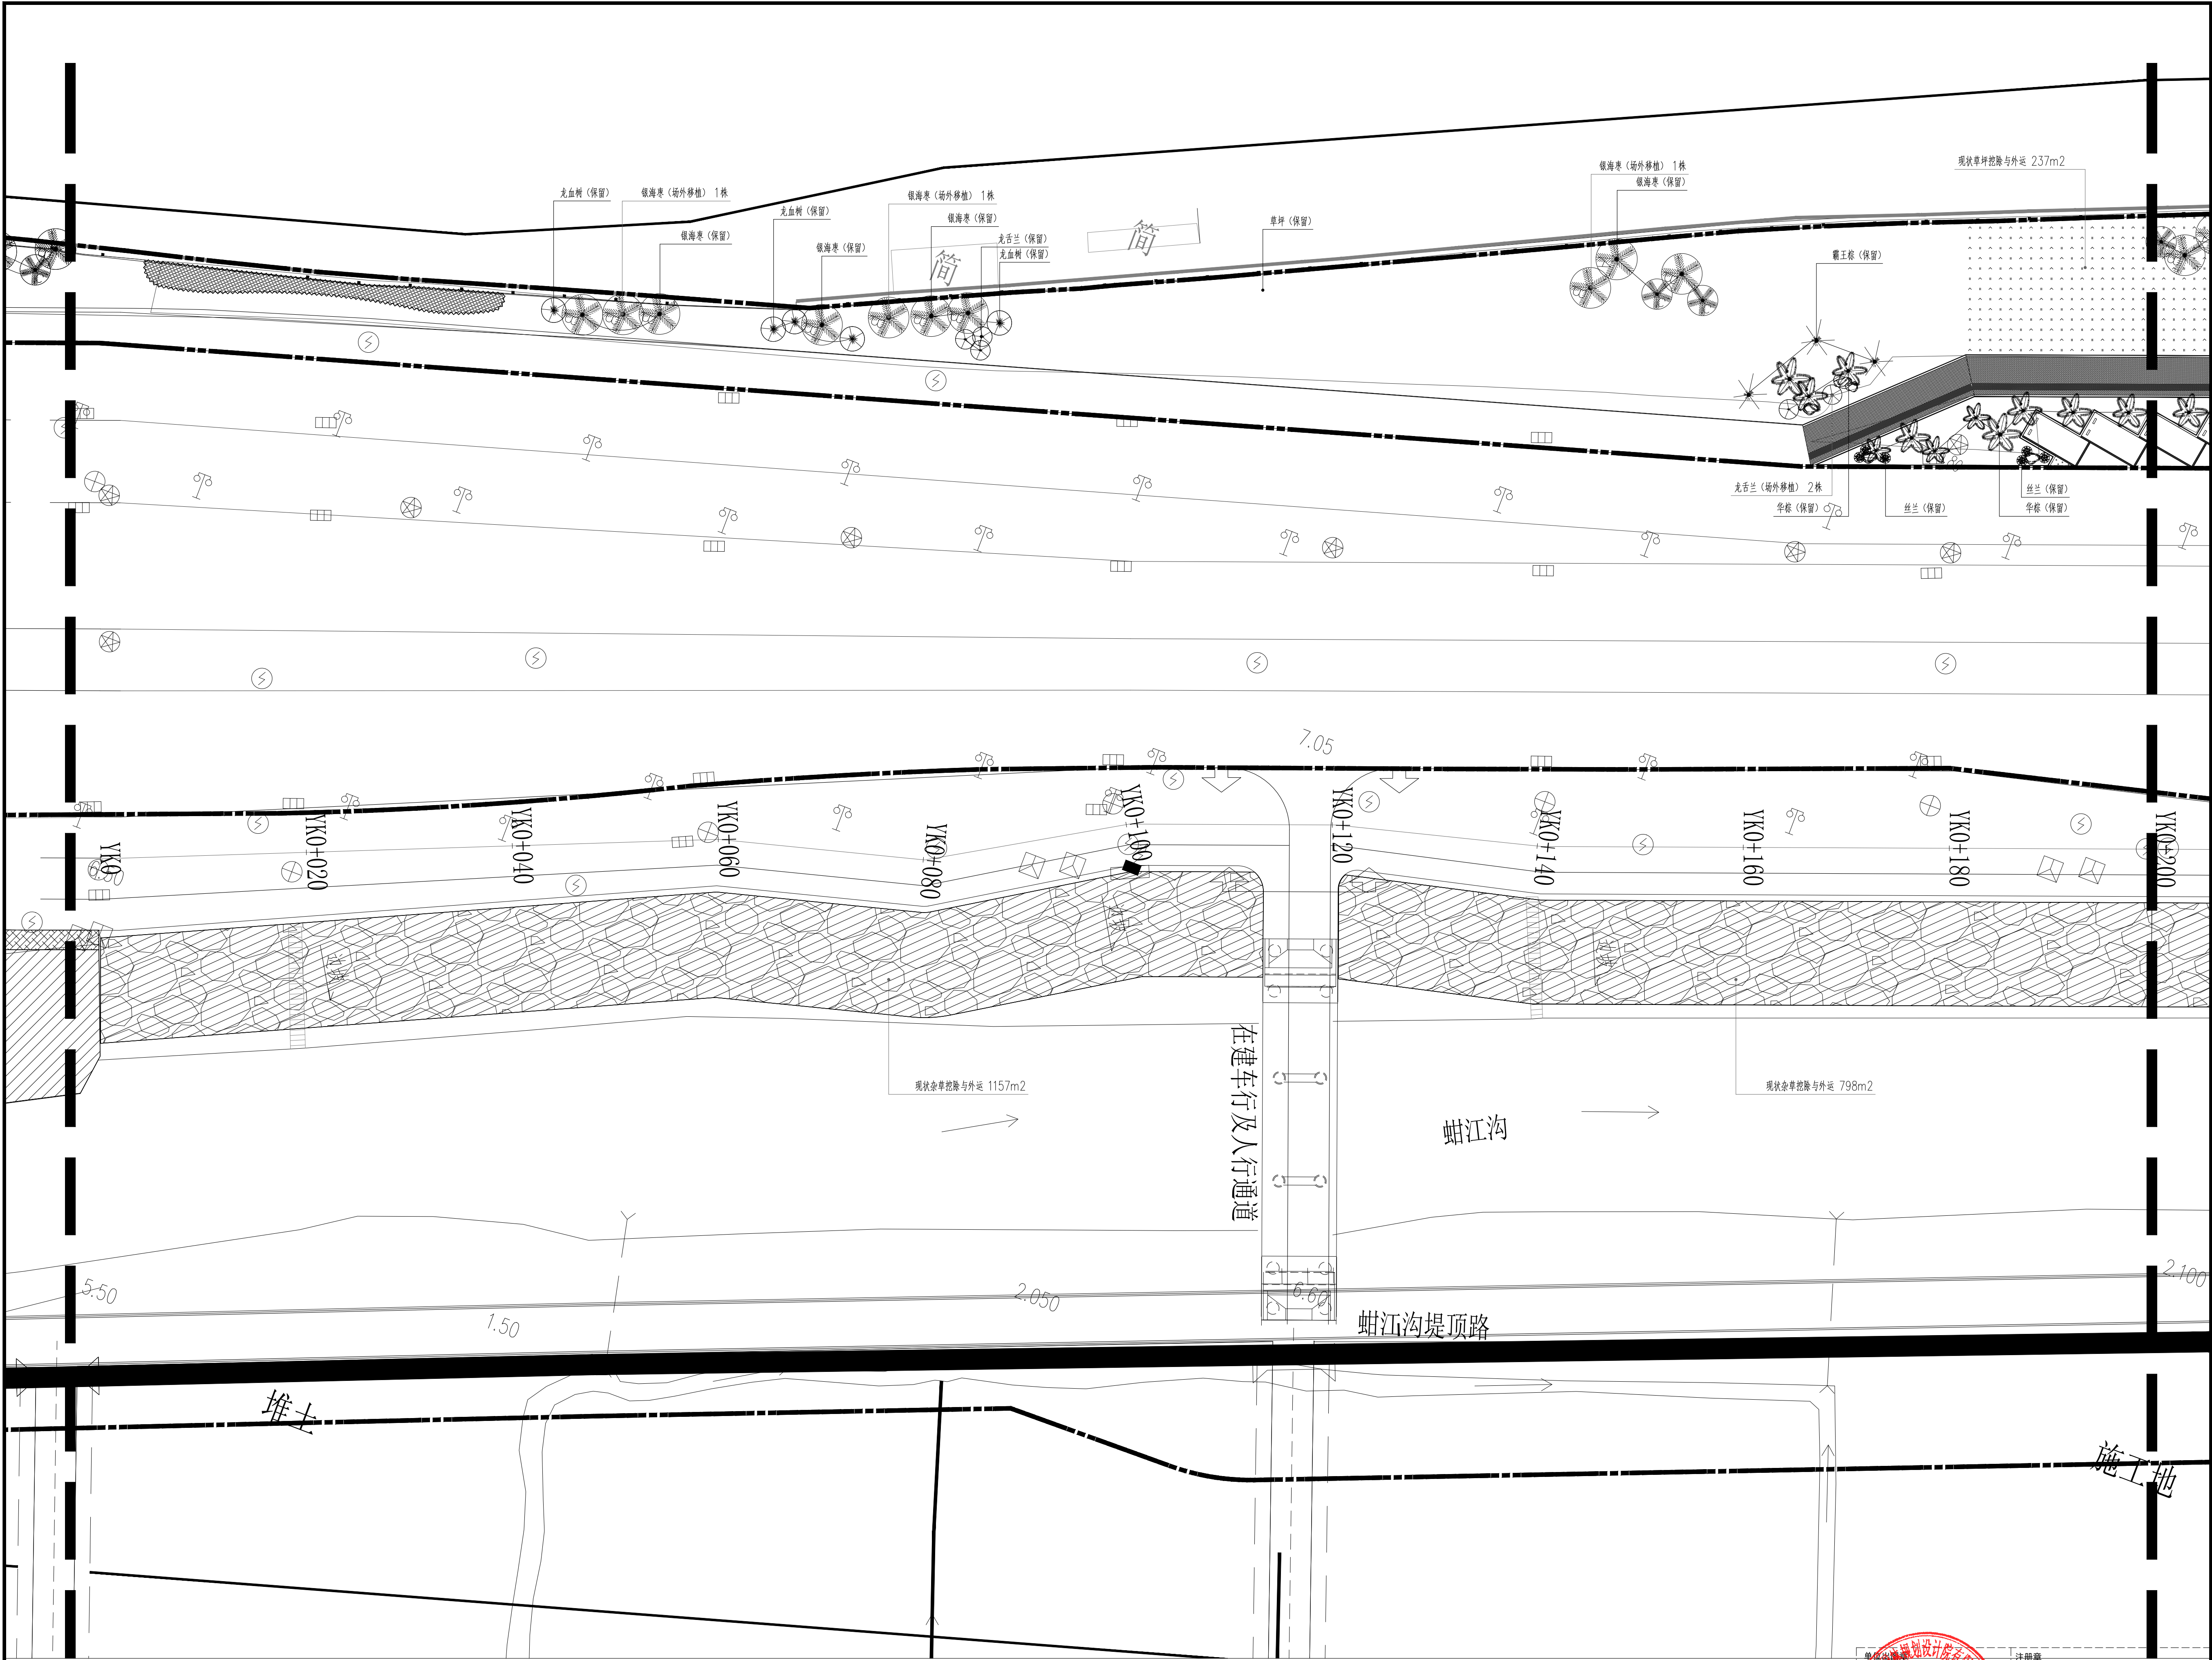 现状草坪挖除与外运 237m2
银海枣（场外移植） 1株
银海枣（保留）
龙血树（保留）
银海枣（场外移植） 1株
银海枣（保留）
龙血树（保留）
银海枣（保留）
银海枣（场外移植） 1株
银海枣（保留）
龙舌兰（保留）
龙血树（保留）
简
简
草坪（保留）
霸王棕（保留）
龙舌兰（场外移植） 2株
华棕（保留）
丝兰（保留）
丝兰（保留）
华棕（保留）
7.05
YK0
YK0+020
YK0+040
YK0+060
YK0+080
YK0+100
YK0+120
YK0+140
YK0+160
YK0+180
YK0+200
现状杂草挖除与外运 1157m2
现状杂草挖除与外运 798m2
在建车行及人行通道
蚶江沟
5.50
1.50
2.050
6.60
2.100
蚶江沟堤顶路
堆土
施工地
注册章